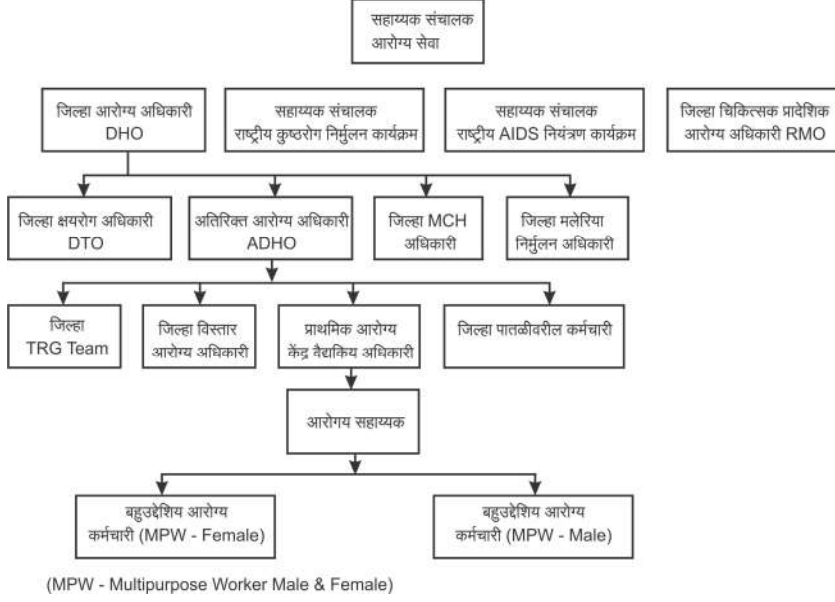 सहाय्यक संचालक
आरोग्य सेवा
जिल्हा आरोग्य अधिकारी
DHO
सहाय्यक संचालक
राष्ट्रीय कुष्ठरोग निर्मुलन कार्यक्रम
सहाय्यक संचालक
राष्ट्रीय AIDS नियंत्रण कार्यक्रम
जिल्हा चिकित्सक प्रादेशिक
आरोग्य अधिकारी RMO
जिल्हा क्षयरोग अधिकारी
DTO
अतिरिक्त आरोग्य अधिकारी
ADHO
जिल्हा MCH
अधिकारी
जिल्हा मलेरिया
निर्मुलन अधिकारी
जिल्हा
TRG Team
जिल्हा विस्तार
आरोग्य अधिकारी
प्राथमिक आरोग्य
केंद्र वैद्यकिय अधिकारी
जिल्हा पातळीवरील कर्मचारी
आरोगय सहाय्यक
बहुउद्देशिय आरोग्य
कर्मचारी (MPW - Female)
बहुउद्देशिय आरोग्य
कर्मचारी (MPW - Male)
(MPW - Multipurpose Worker Male & Female)